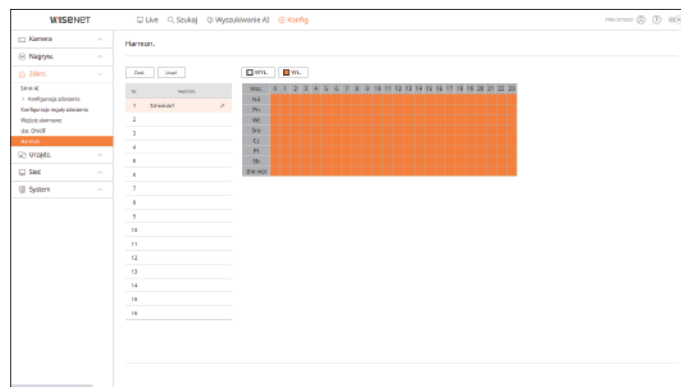 WISENET
Live Szukaj Wyszukiwanie AI Konfig
Kamera
Nagryw.
Zdarz.
Silnik AI
Konfiguracja zdarzenia
Konfiguracja reguły zdarzenia
Wejście alarmowe
Harmon.
Urządz.
Sieć
System
Harmon.
Dod. Usuń
Nr Harmon.
1 Schedule1
2
3
4
5
6
7
8
9
10
11
12
13
14
15
16
WYŁ. WŁ.
Wsz. 0 1 2 3 4 5 6 7 8 9 10 11 12 13 14 15 16 17 18 19 20 21 22 23
Nd
Pn
Wt
Śro
Cz
Pt
Sb
Dni wol